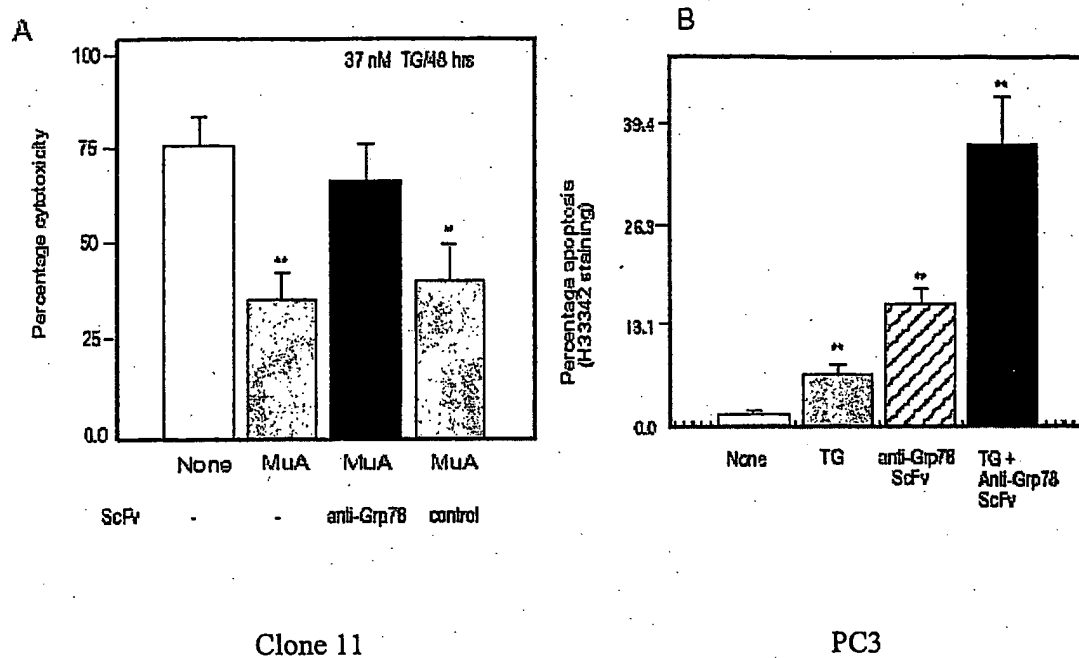 A
37 nM TG/48 hrs
Percentage cytotoxicity
100
75
50
25
0.0
**
*
None MuA MuA MuA
ScFv - - anti-Grp78 control
Clone 11
B
Percentage apoptosis
(H33342 staining)
39.4
26.3
13.1
0.0
**
**
**
None TG anti-Grp78 TG +
ScFv Anti-Grp78
ScFv
PC3